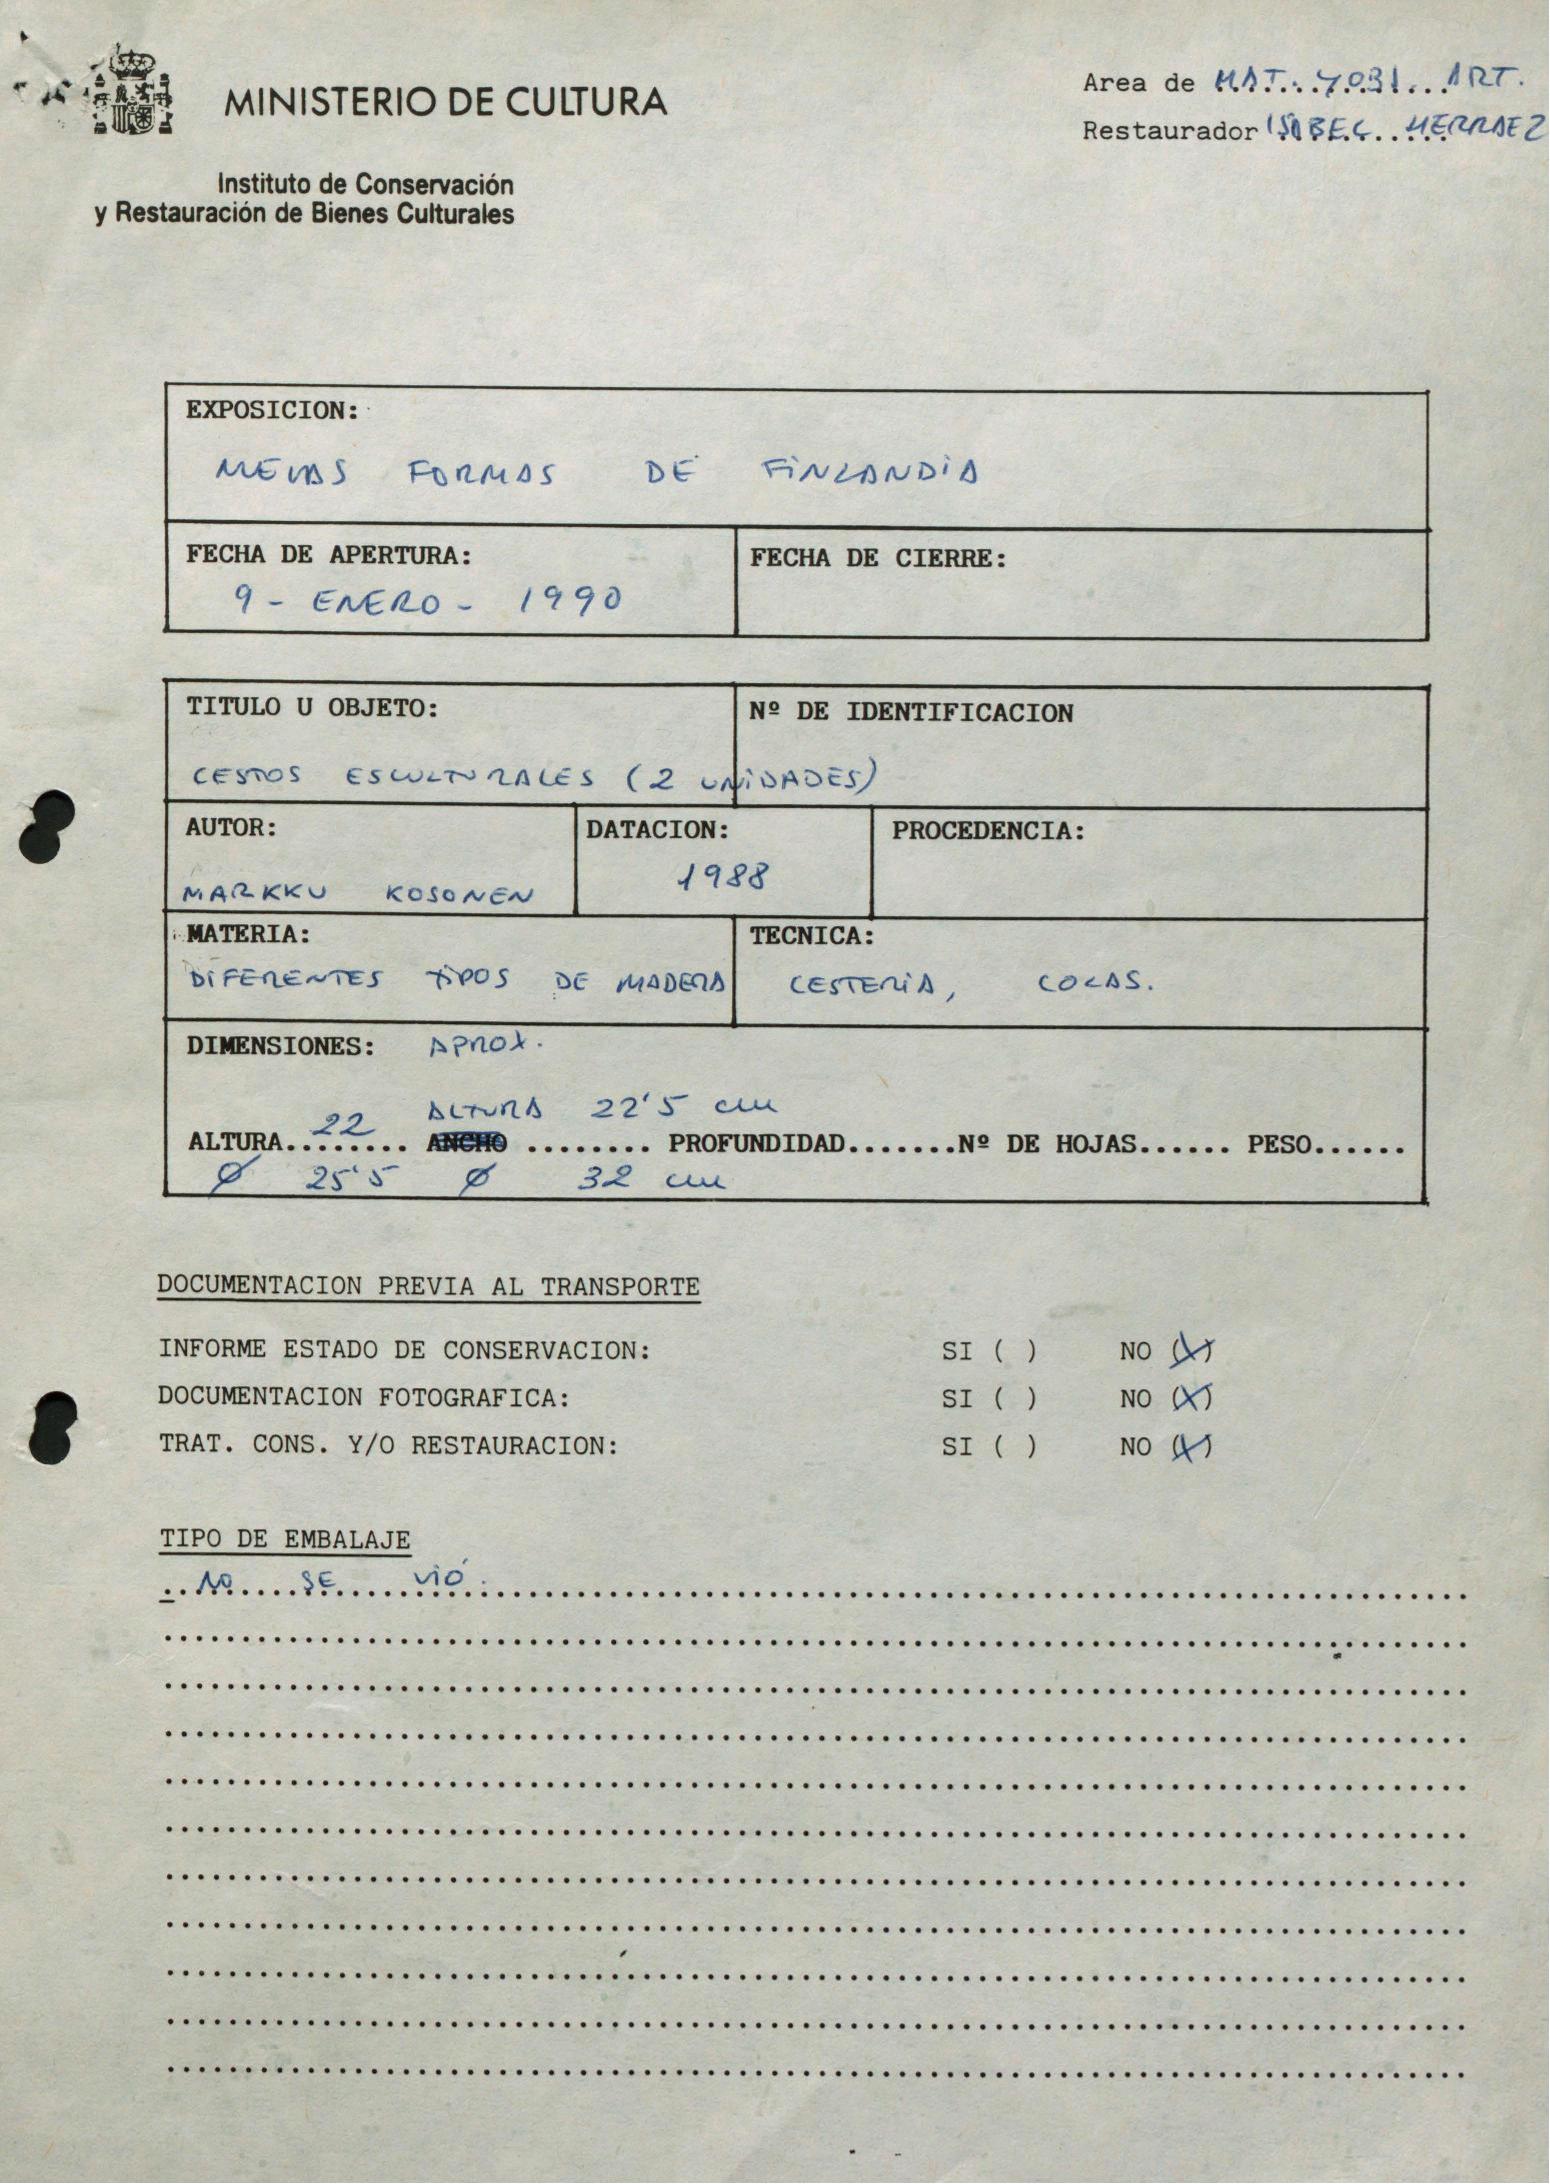 MINISTERIO DE CULTURA
Instituto de Conservación
y Restauración de Bienes Culturales
Area de MAT. Y OBJ. ART.
Restaurador ISABEL HERRAEZ
EXPOSICION:
NUEVAS FORMAS DE FINLANDIA
FECHA DE APERTURA:
9 - ENERO - 1990
FECHA DE CIERRE:
TITULO U OBJETO:
CESTOS ESCULTURALES (2 UNIDADES)
Nº DE IDENTIFICACION
AUTOR:
MARKKU KOSONEN
DATACION:
1988
PROCEDENCIA:
MATERIA:
DIFERENTES TIPOS DE MADERA
TECNICA:
CESTERIA, COLAS.
DIMENSIONES: APROX.
ALTURA 22'5 cm
ALTURA...22..... ANCHO ........ PROFUNDIDAD.......Nº DE HOJAS...... PESO......
Ø 25'5 Ø 32 cm
DOCUMENTACION PREVIA AL TRANSPORTE
INFORME ESTADO DE CONSERVACION: SI ( ) NO (X)
DOCUMENTACION FOTOGRAFICA: SI ( ) NO (X)
TRAT. CONS. Y/O RESTAURACION: SI ( ) NO (X)
TIPO DE EMBALAJE
NO SE VIÓ.